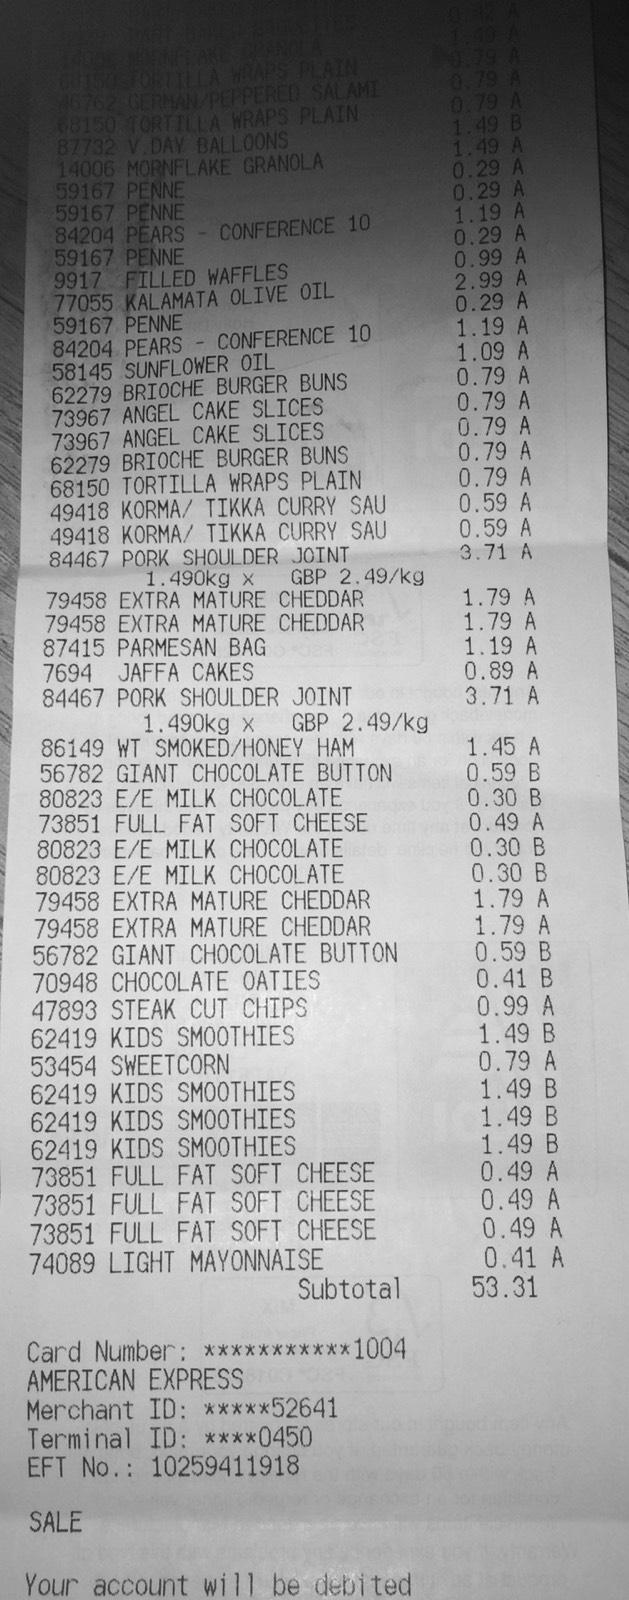 0.42 A
14006 MORNFLAKE GRANOLA 1.49 A
68150 TORTILLA WRAPS PLAIN 0.79 A
46762 GERMAN/PEPPERED SALAMI 0.79 A
68150 TORTILLA WRAPS PLAIN 0.79 A
87732 V.DAY BALLOONS 1.49 B
14006 MORNFLAKE GRANOLA 1.49 A
59167 PENNE 0.29 A
59167 PENNE 0.29 A
84204 PEARS - CONFERENCE 10 1.19 A
59167 PENNE 0.29 A
9917 FILLED WAFFLES 0.99 A
77055 KALAMATA OLIVE OIL 2.99 A
59167 PENNE 0.29 A
84204 PEARS - CONFERENCE 10 1.19 A
58145 SUNFLOWER OIL 1.09 A
62279 BRIOCHE BURGER BUNS 0.79 A
73967 ANGEL CAKE SLICES 0.79 A
73967 ANGEL CAKE SLICES 0.79 A
62279 BRIOCHE BURGER BUNS 0.79 A
68150 TORTILLA WRAPS PLAIN 0.79 A
49418 KORMA/ TIKKA CURRY SAU 0.59 A
49418 KORMA/ TIKKA CURRY SAU 0.59 A
84467 PORK SHOULDER JOINT 3.71 A
1.490kg x GBP 2.49/kg
79458 EXTRA MATURE CHEDDAR 1.79 A
79458 EXTRA MATURE CHEDDAR 1.79 A
87415 PARMESAN BAG 1.19 A
7694 JAFFA CAKES 0.89 A
84467 PORK SHOULDER JOINT 3.71 A
1.490kg x GBP 2.49/kg
86149 WT SMOKED/HONEY HAM 1.45 A
56782 GIANT CHOCOLATE BUTTON 0.59 B
80823 E/E MILK CHOCOLATE 0.30 B
73851 FULL FAT SOFT CHEESE 0.49 A
80823 E/E MILK CHOCOLATE 0.30 B
80823 E/E MILK CHOCOLATE 0.30 B
79458 EXTRA MATURE CHEDDAR 1.79 A
79458 EXTRA MATURE CHEDDAR 1.79 A
56782 GIANT CHOCOLATE BUTTON 0.59 B
70948 CHOCOLATE OATIES 0.41 B
47893 STEAK CUT CHIPS 0.99 A
62419 KIDS SMOOTHIES 1.49 B
53454 SWEETCORN 0.79 A
62419 KIDS SMOOTHIES 1.49 B
62419 KIDS SMOOTHIES 1.49 B
62419 KIDS SMOOTHIES 1.49 B
73851 FULL FAT SOFT CHEESE 0.49 A
73851 FULL FAT SOFT CHEESE 0.49 A
73851 FULL FAT SOFT CHEESE 0.49 A
74089 LIGHT MAYONNAISE 0.41 A
Subtotal 53.31
Card Number: ***********1004
AMERICAN EXPRESS
Merchant ID: *****52641
Terminal ID: ****0450
EFT No.: 10259411918
SALE
Your account will be debited